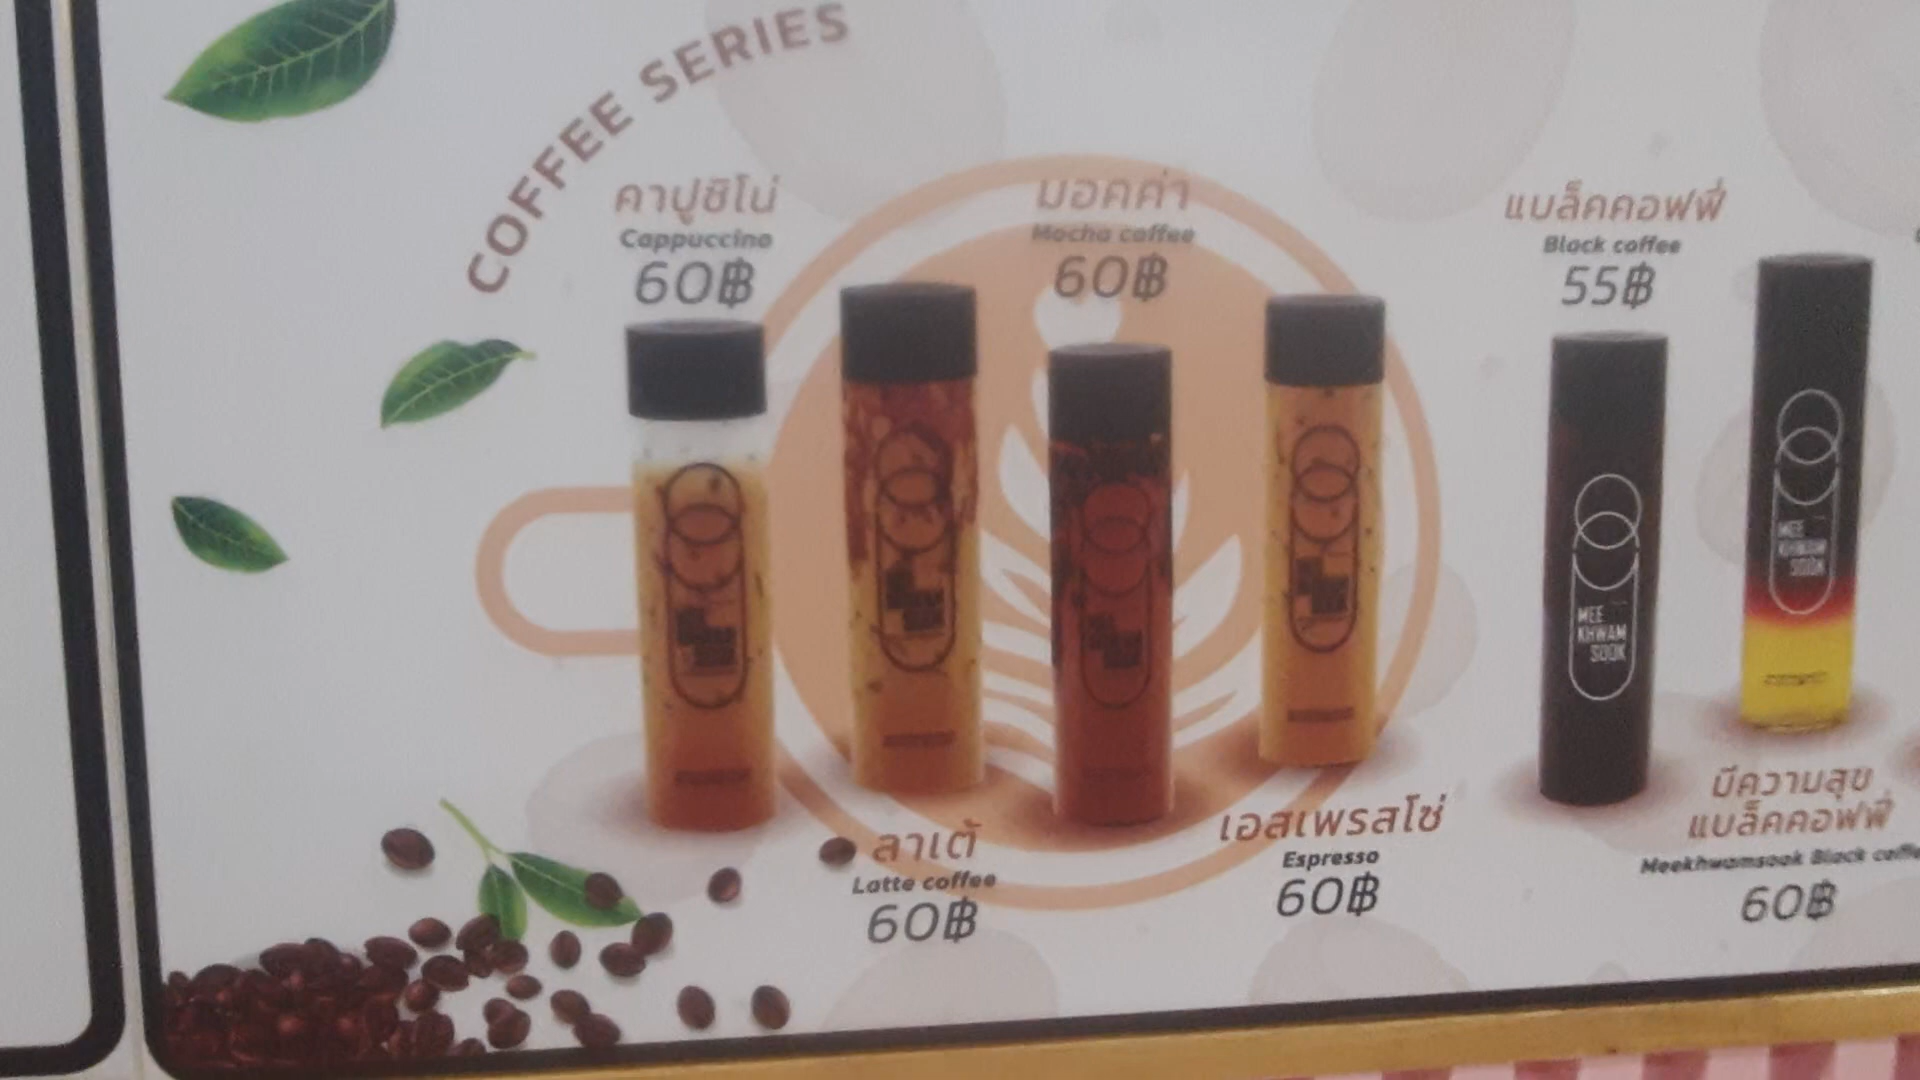 COFFEE SERIES
คาปูชิโน่
Cappuccino
60฿
มอคค่า
Mocha coffee
60฿
แบล็คคอฟฟี่
Black coffee
55฿
MEE
KHWAM
SOOK
MEE
KHWAM
SOOK
ลาเต้
Latte coffee
60฿
เอสเพรสโซ่
Espresso
60฿
มีความสุข
แบล็คคอฟฟี่
Meekhwamsook Black coffe
60฿